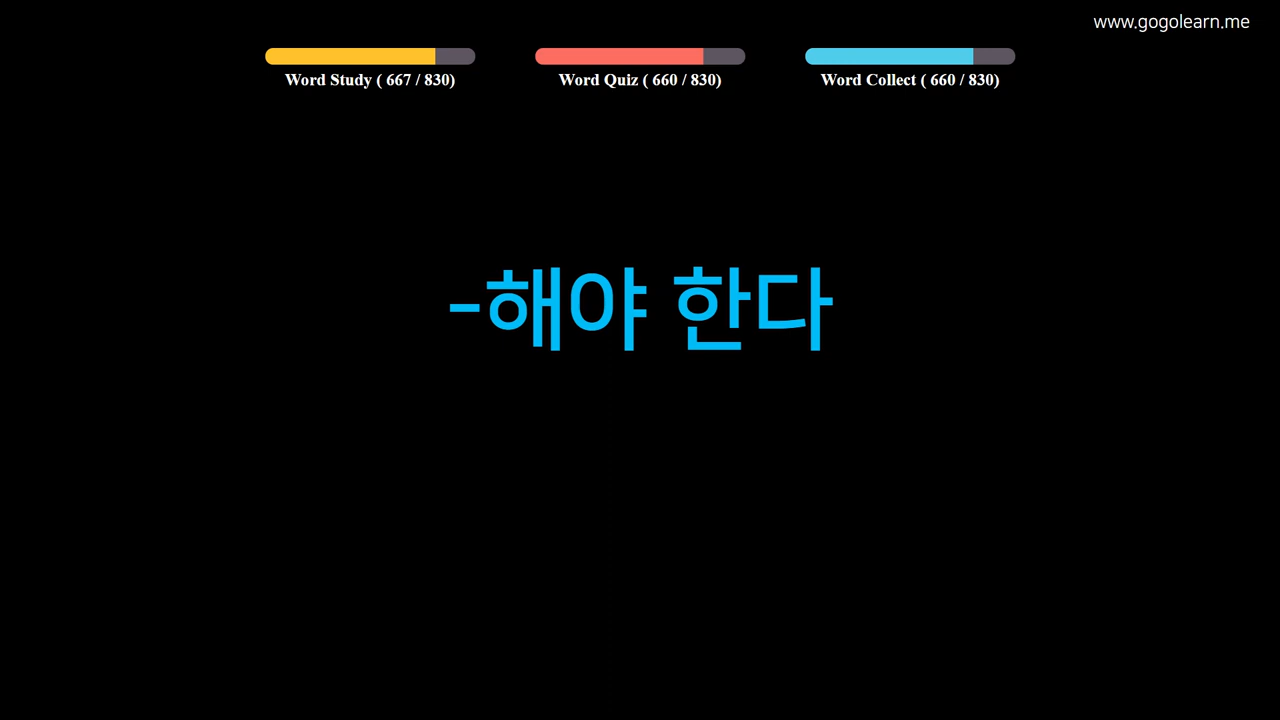 www.gogolearn.me
Word Study ( 667 / 830)
Word Quiz ( 660 / 830)
Word Collect ( 660 / 830)
-해야 한다